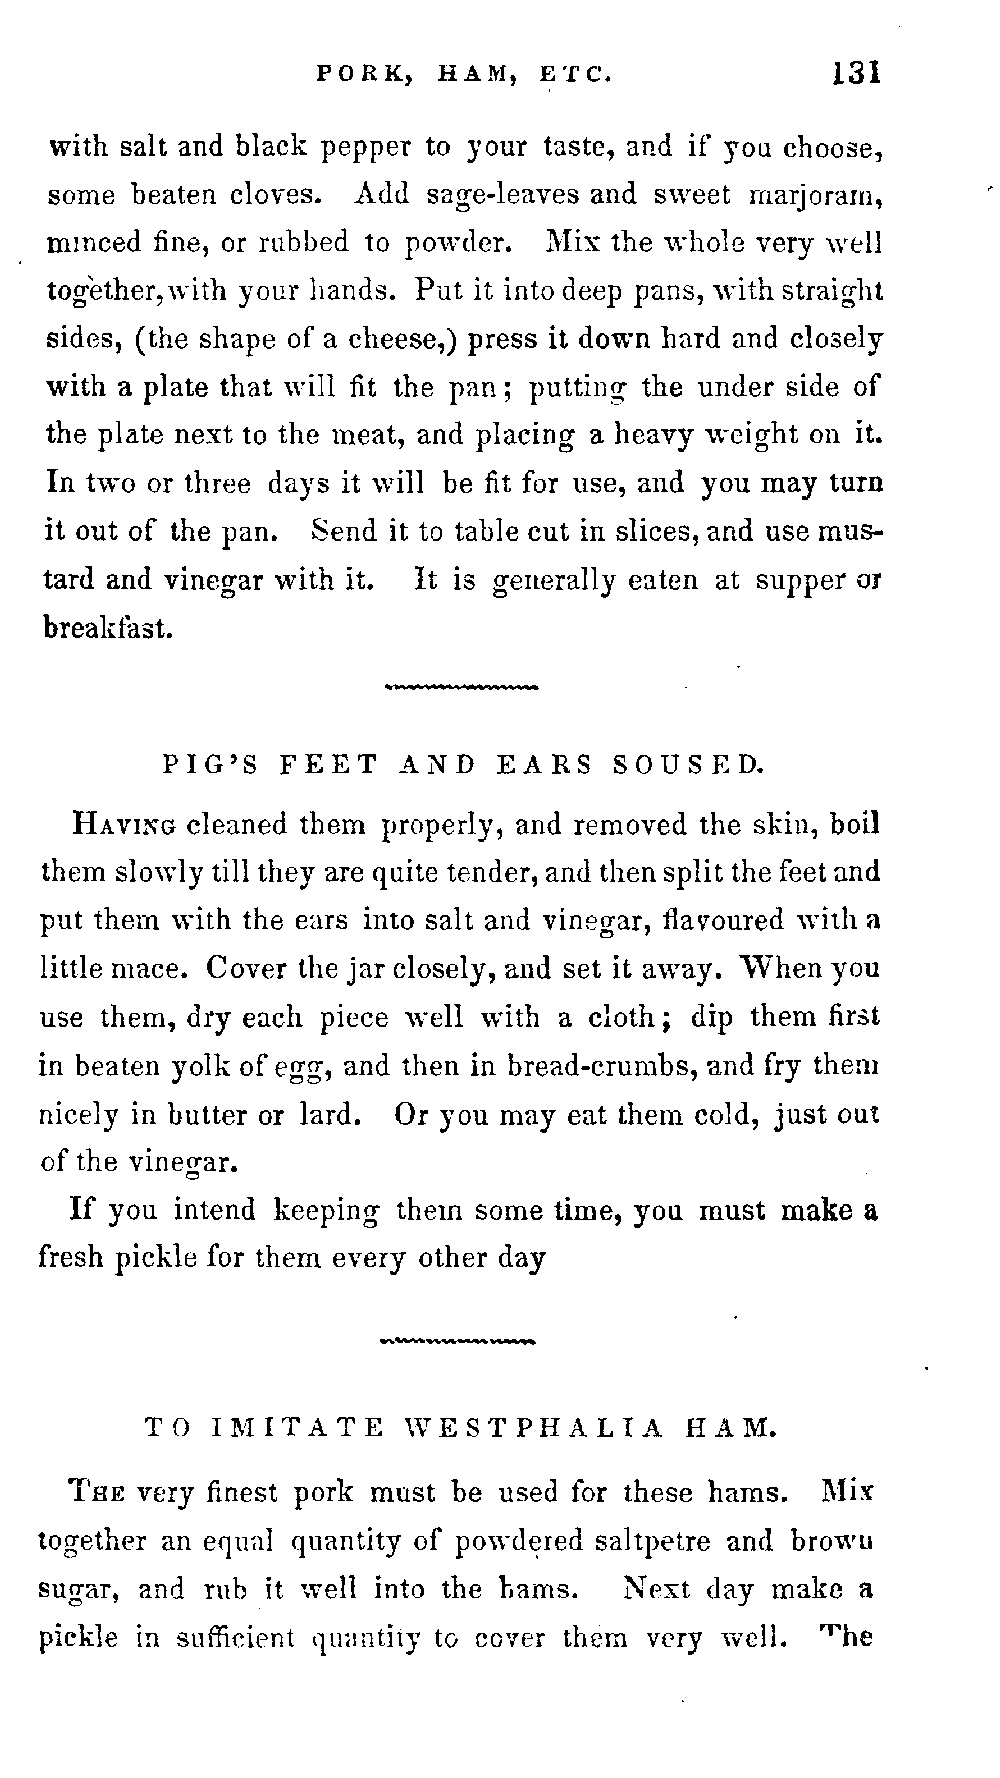 PORK, HAM, ETC. 131
with salt and black pepper to your taste, and if you choose,
some beaten cloves. Add sage-leaves and sweet marjoram,
minced fine, or rubbed to powder. Mix the whole very well
together, with your hands. Put it into deep pans, with straight
sides, (the shape of a cheese,) press it down hard and closely
with a plate that will fit the pan; putting the under side of
the plate next to the meat, and placing a heavy weight on it.
In two or three days it will be fit for use, and you may turn
it out of the pan. Send it to table cut in slices, and use mus-
tard and vinegar with it. It is generally eaten at supper or
breakfast.
PIG'S FEET AND EARS SOUSED.
HAVING cleaned them properly, and removed the skin, boil
them slowly till they are quite tender, and then split the feet and
put them with the ears into salt and vinegar, flavoured with a
little mace. Cover the jar closely, and set it away. When you
use them, dry each piece well with a cloth; dip them first
in beaten yolk of egg, and then in bread-crumbs, and fry them
nicely in butter or lard. Or you may eat them cold, just out
of the vinegar.
If you intend keeping them some time, you must make a
fresh pickle for them every other day
TO IMITATE WESTPHALIA HAM.
THE very finest pork must be used for these hams. Mix
together an equal quantity of powdered saltpetre and brown
sugar, and rub it well into the hams. Next day make a
pickle in sufficient quantity to cover them very well. The